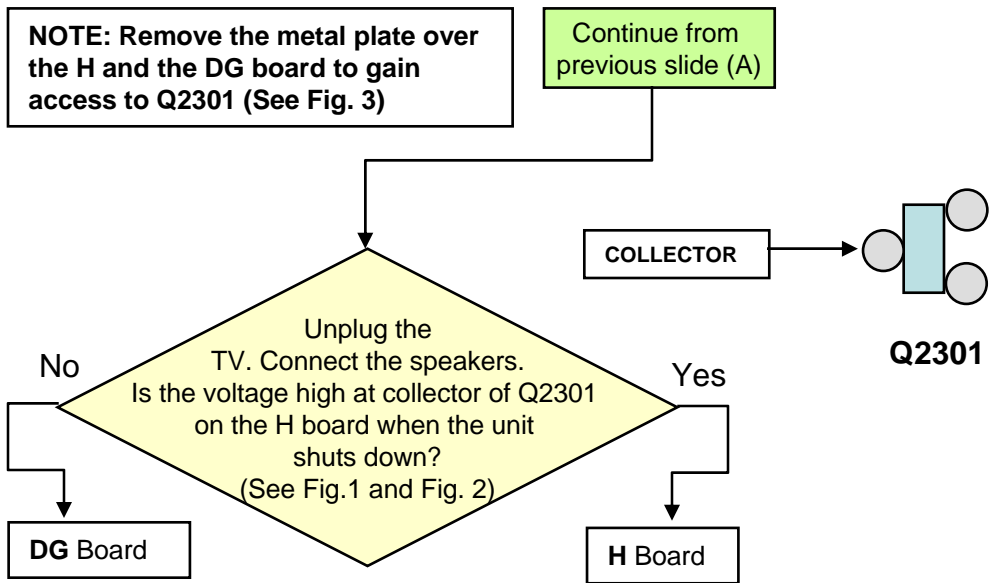 NOTE: Remove the metal plate over
the H and the DG board to gain
access to Q2301 (See Fig. 3)
Continue from
previous slide (A)
COLLECTOR
Q2301
Unplug the
TV. Connect the speakers.
Is the voltage high at collector of Q2301
on the H board when the unit
shuts down?
(See Fig.1 and Fig. 2)
No
Yes
DG Board
H Board